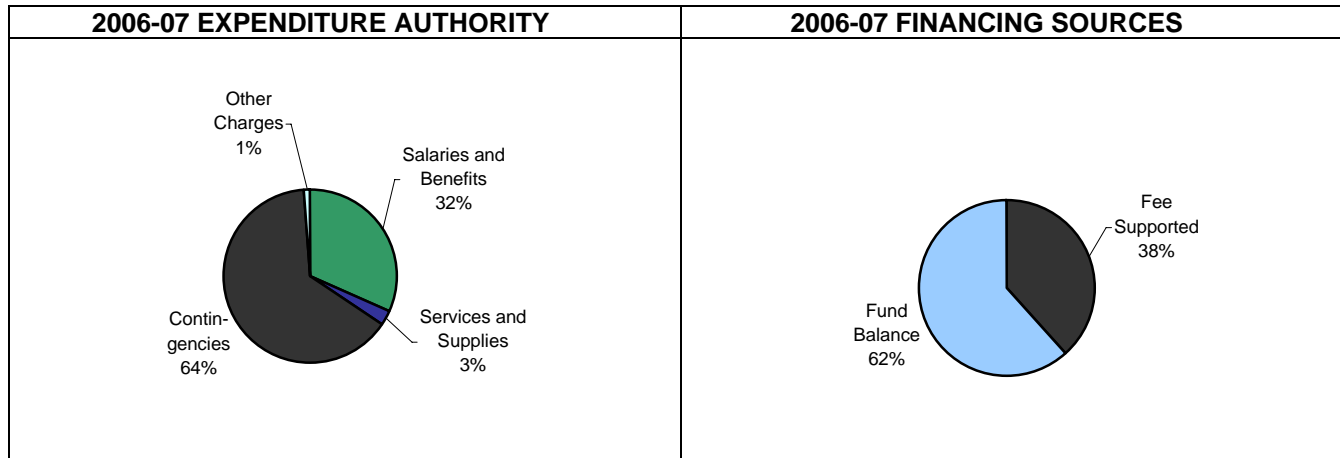 2006-07 EXPENDITURE AUTHORITY
2006-07 FINANCING SOURCES
Other
Charges
1%
Salaries and
Benefits
32%
Contin-
gencies
64%
Services and
Supplies
3%
Fee
Supported
38%
Fund
Balance
62%